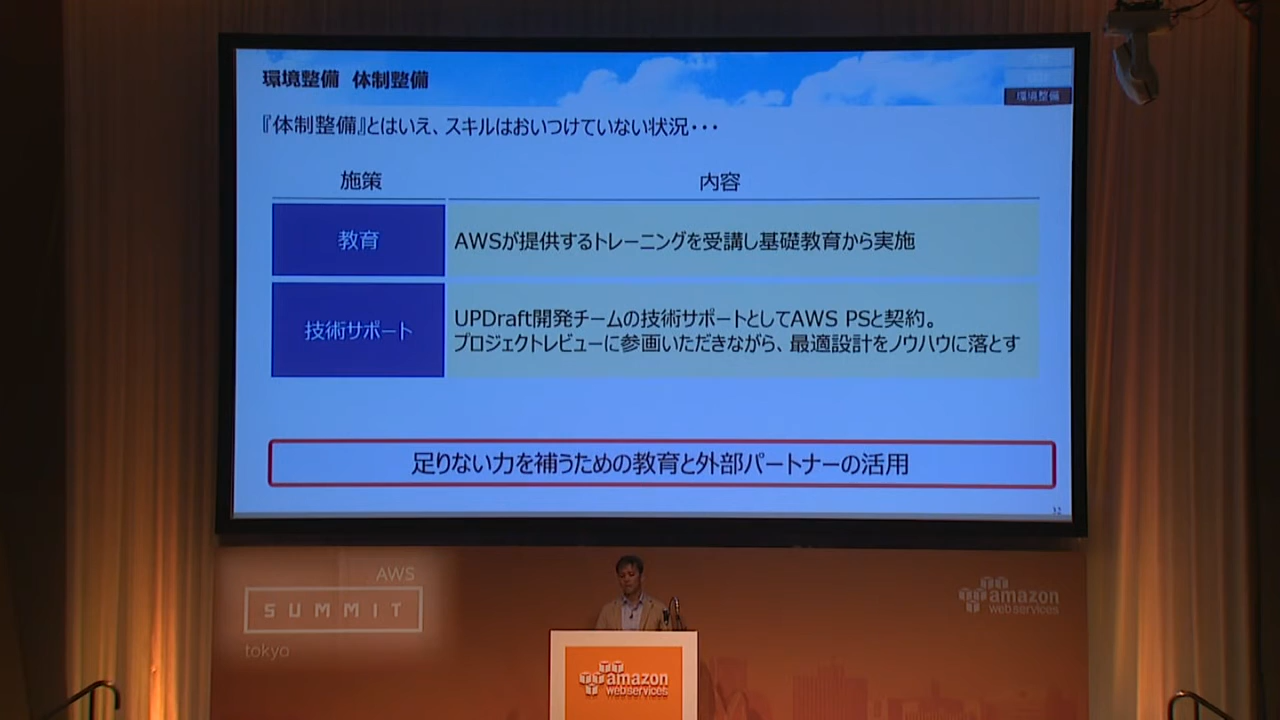 環境整備 体制整備
環境整備
『体制整備』とはいえ、スキルはおいつけていない状況・・・
施策
内容
教育
AWSが提供するトレーニングを受講し基礎教育から実施
技術サポート
UPDraft開発チームの技術サポートとしてAWS PSと契約。
プロジェクトレビューに参画いただきながら、最適設計をノウハウに落とす
足りない力を補うための教育と外部パートナーの活用
32
AWS
SUMMIT
tokyo
amazon
webservices
amazon
webservices